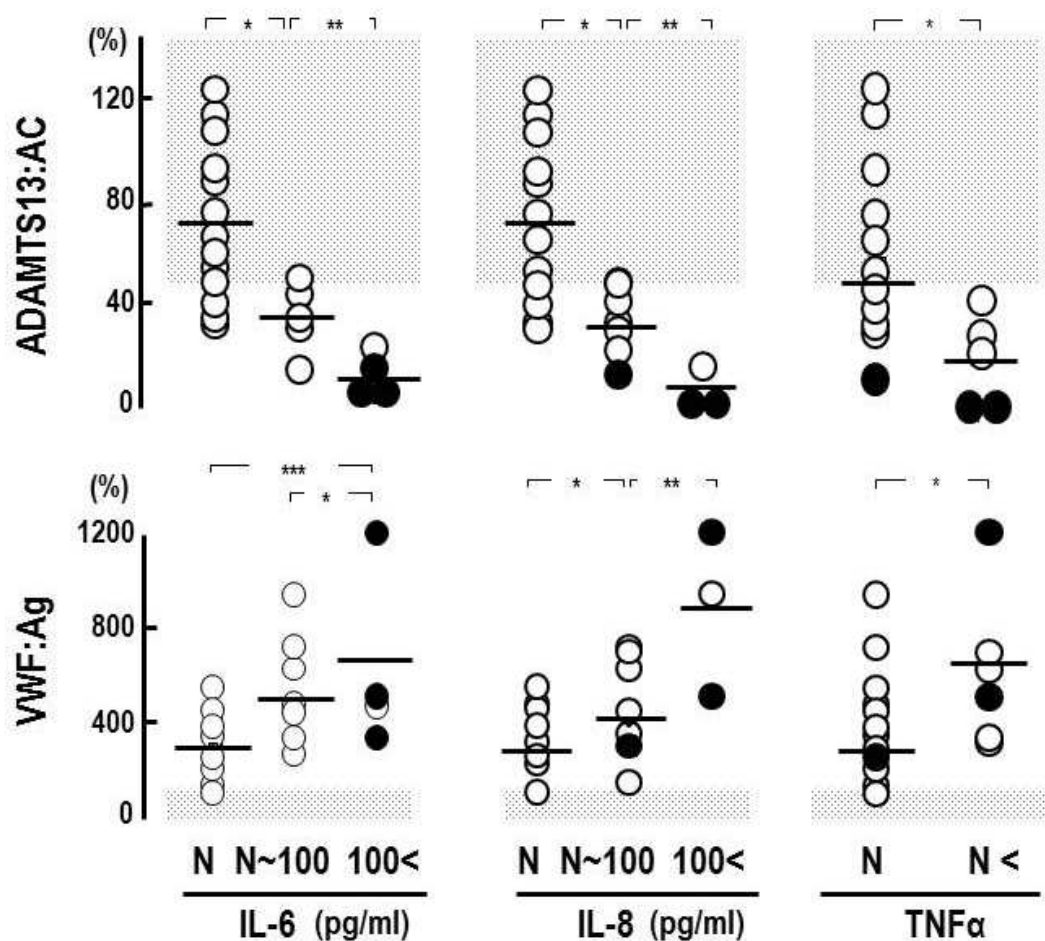 * ** * ** *
(%)
ADAMTS13:AC
120
80
40
0
*** * ** *
(%) *
VWF:Ag
1200
800
400
0
N N~100 100< N N~100 100< N N <
IL-6 (pg/ml) IL-8 (pg/ml) TNFα